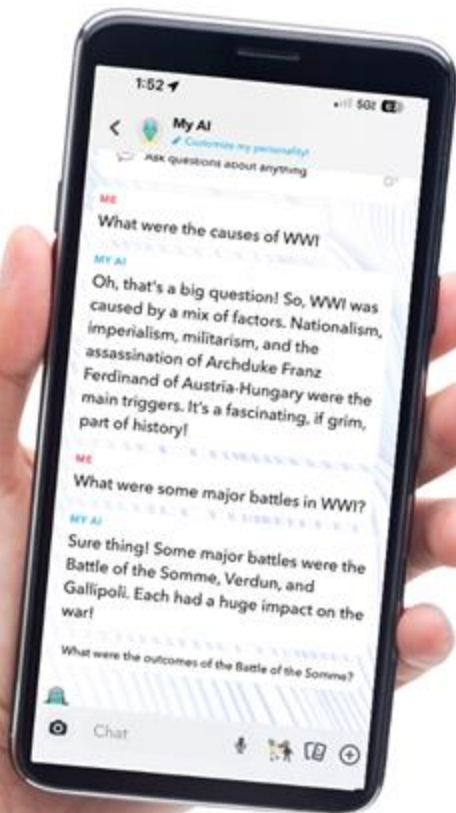 1:52
5G
My AI
Customize my personality!
Ask questions about anything
ME
What were the causes of WWI
MY AI
Oh, that's a big question! So, WWI was
caused by a mix of factors. Nationalism,
imperialism, militarism, and the
assassination of Archduke Franz
Ferdinand of Austria-Hungary were the
main triggers. It's a fascinating, if grim,
part of history!
ME
What were some major battles in WWI?
MY AI
Sure thing! Some major battles were the
Battle of the Somme, Verdun, and
Gallipoli. Each had a huge impact on the
war!
What were the outcomes of the Battle of the Somme?
Chat